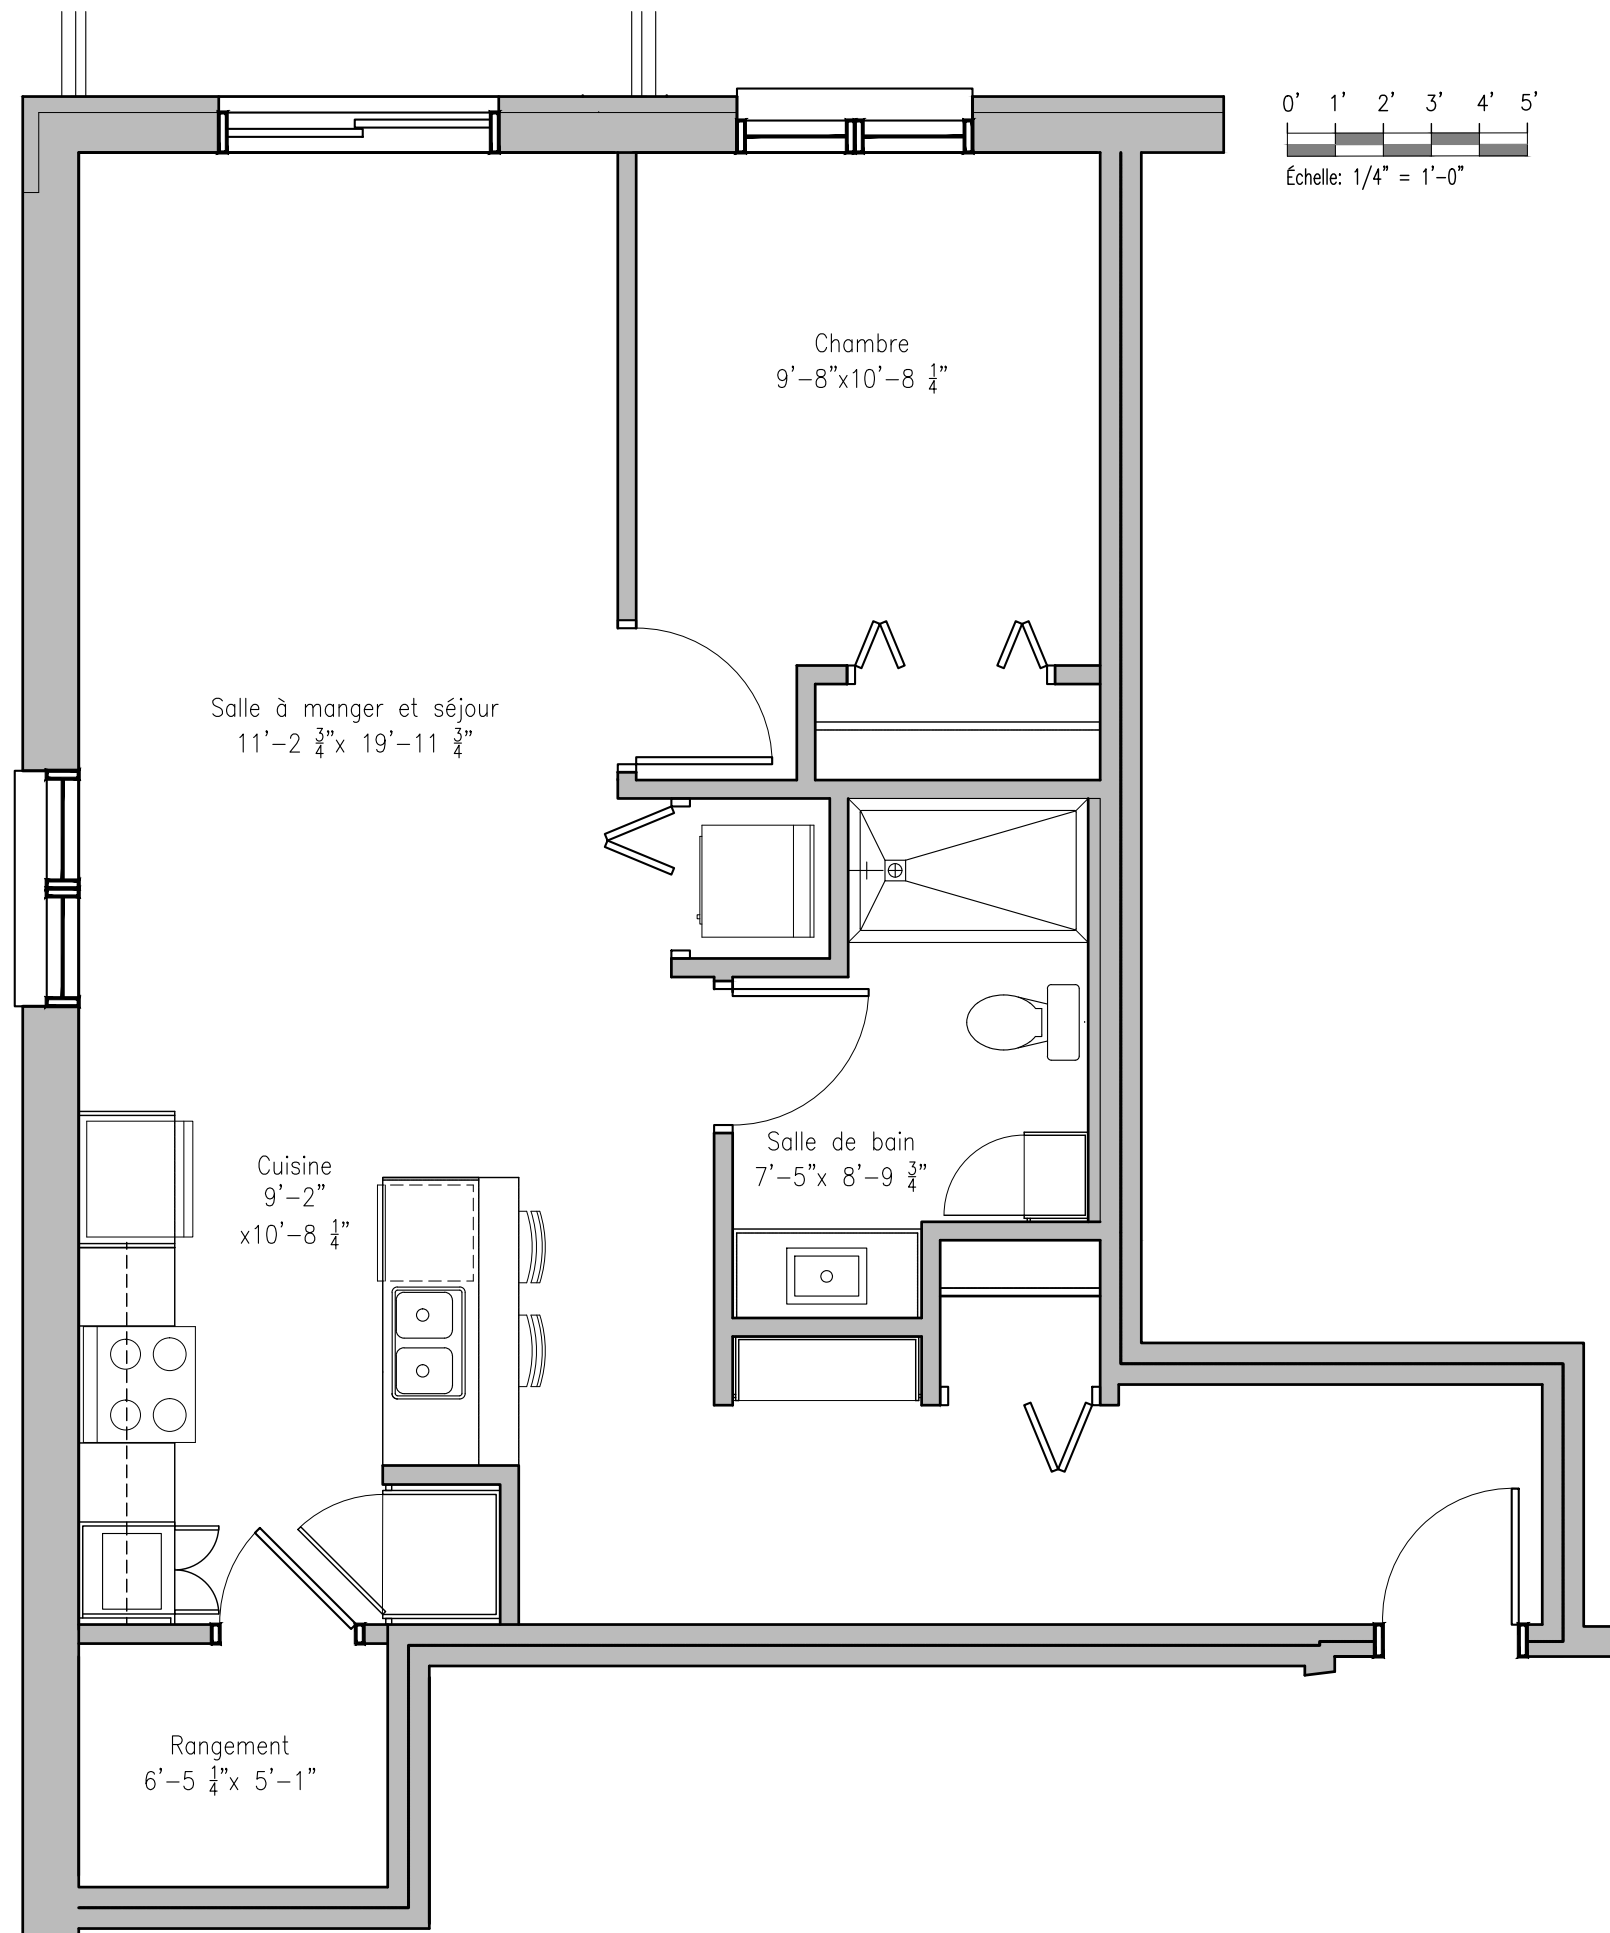 0' 1' 2' 3' 4' 5'
Échelle: 1/4" = 1'-0"
Chambre
9'-8"x10'-8 1/4"
Salle à manger et séjour
11'-2 3/4"x 19'-11 3/4"
Salle de bain
7'-5"x 8'-9 3/4"
Cuisine
9'-2"
x10'-8 1/4"
Rangement
6'-5 1/4"x 5'-1"